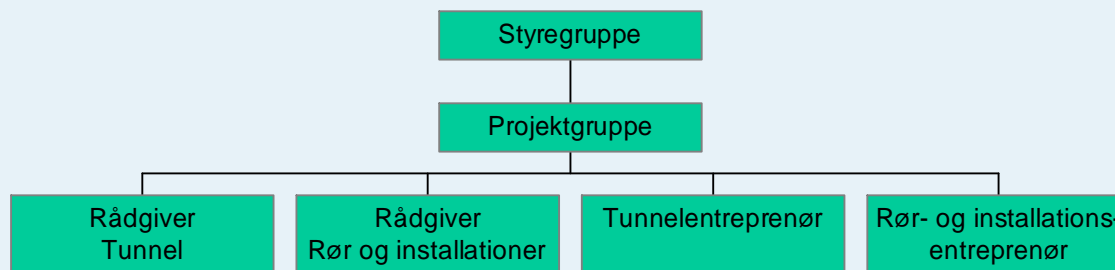 Styregruppe
Projektgruppe
Rådgiver
Tunnel
Rådgiver
Rør og installationer
Tunnelentreprenør
Rør- og installations-
entreprenør